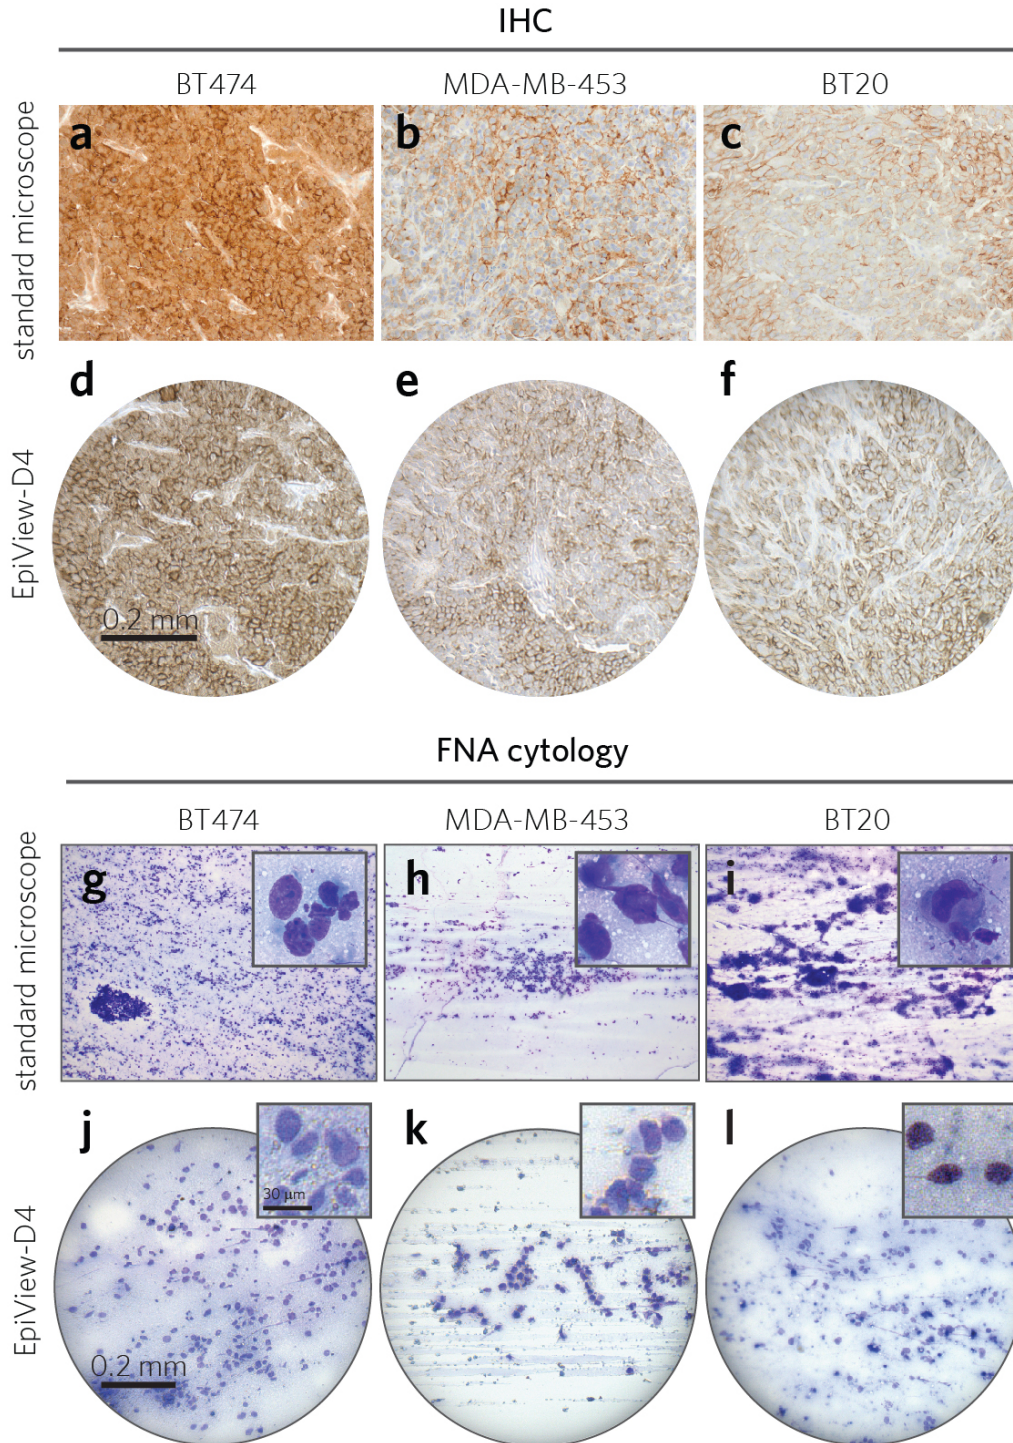 IHC
BT474 MDA-MB-453 BT20
standard microscope
a b c
EpiView-D4
d e f
0.2 mm
FNA cytology
BT474 MDA-MB-453 BT20
standard microscope
g h i
EpiView-D4
j k l
30 μm
0.2 mm